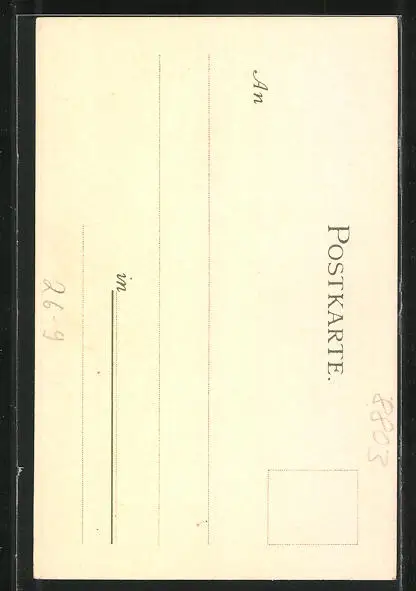 POSTKARTE.
An
in
26-9
8803